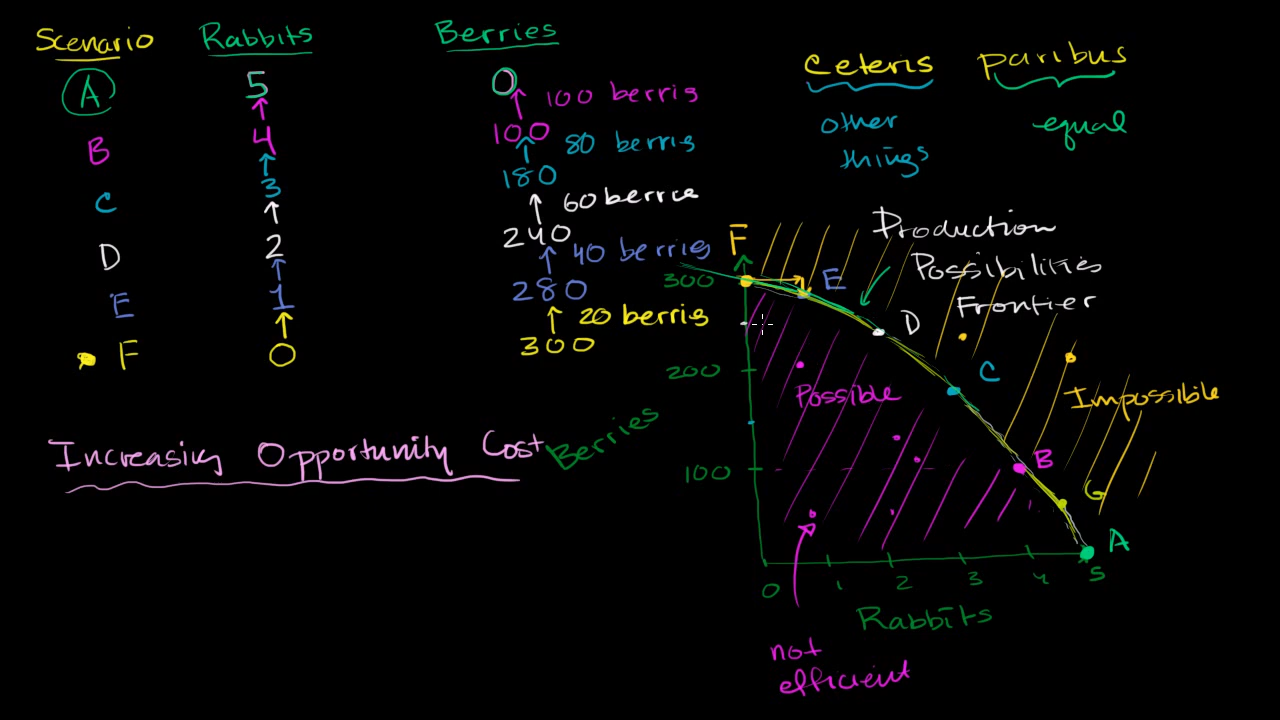 Scenario Rabbits Berries
A 5 0
100 berris
B 4 100
80 berris
C 3 180
60 berrie
D 2 240
40 berris
E 1 280
20 berris
F 0 300
Increasing Opportunity Cost
Ceteris paribus
other things
equal
Production
Possibilities
Frontier
F
E
D
C
B
G
A
Possible
Impossible
300
200
100
Berries
0 1 2 3 4 5
Rabbits
not
efficient